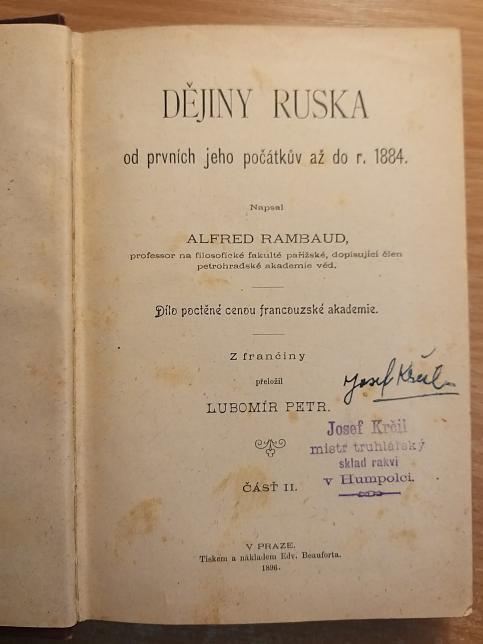 DĚJINY RUSKA
od prvních jeho počátkův až do r. 1884.
Napsal
ALFRED RAMBAUD,
professor na filosofické fakultě pařížské, dopisující člen
petrohradské akademie věd.
Dílo poctěné cenou francouzské akademie.
Z frančiny
přeložil
LUBOMÍR PETR.
Josef Krčil
Josef Krčil
mistr truhlářský
sklad rakví
v Humpolci.
ČÁSŤ II.
V PRAZE.
Tiskem a nákladem Edv. Beauforta.
1896.